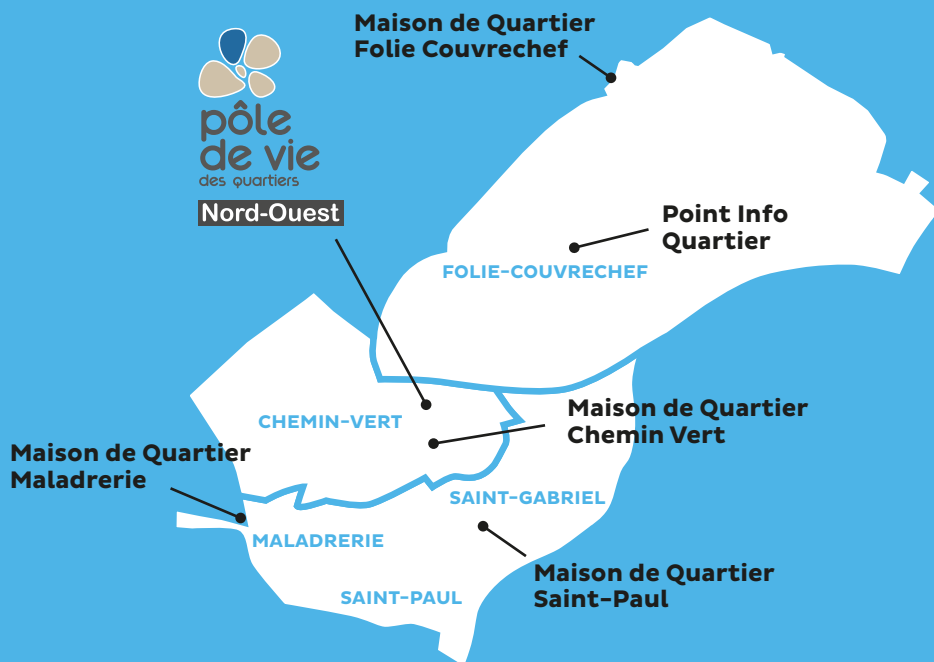 Maison de Quartier
Folie Couvrechef
pôle
de vie
des quartiers
Nord-Ouest
Point Info
Quartier
FOLIE-COUVRECHEF
CHEMIN-VERT
Maison de Quartier
Chemin Vert
Maison de Quartier
Maladrerie
SAINT-GABRIEL
MALADRERIE
Maison de Quartier
Saint-Paul
SAINT-PAUL